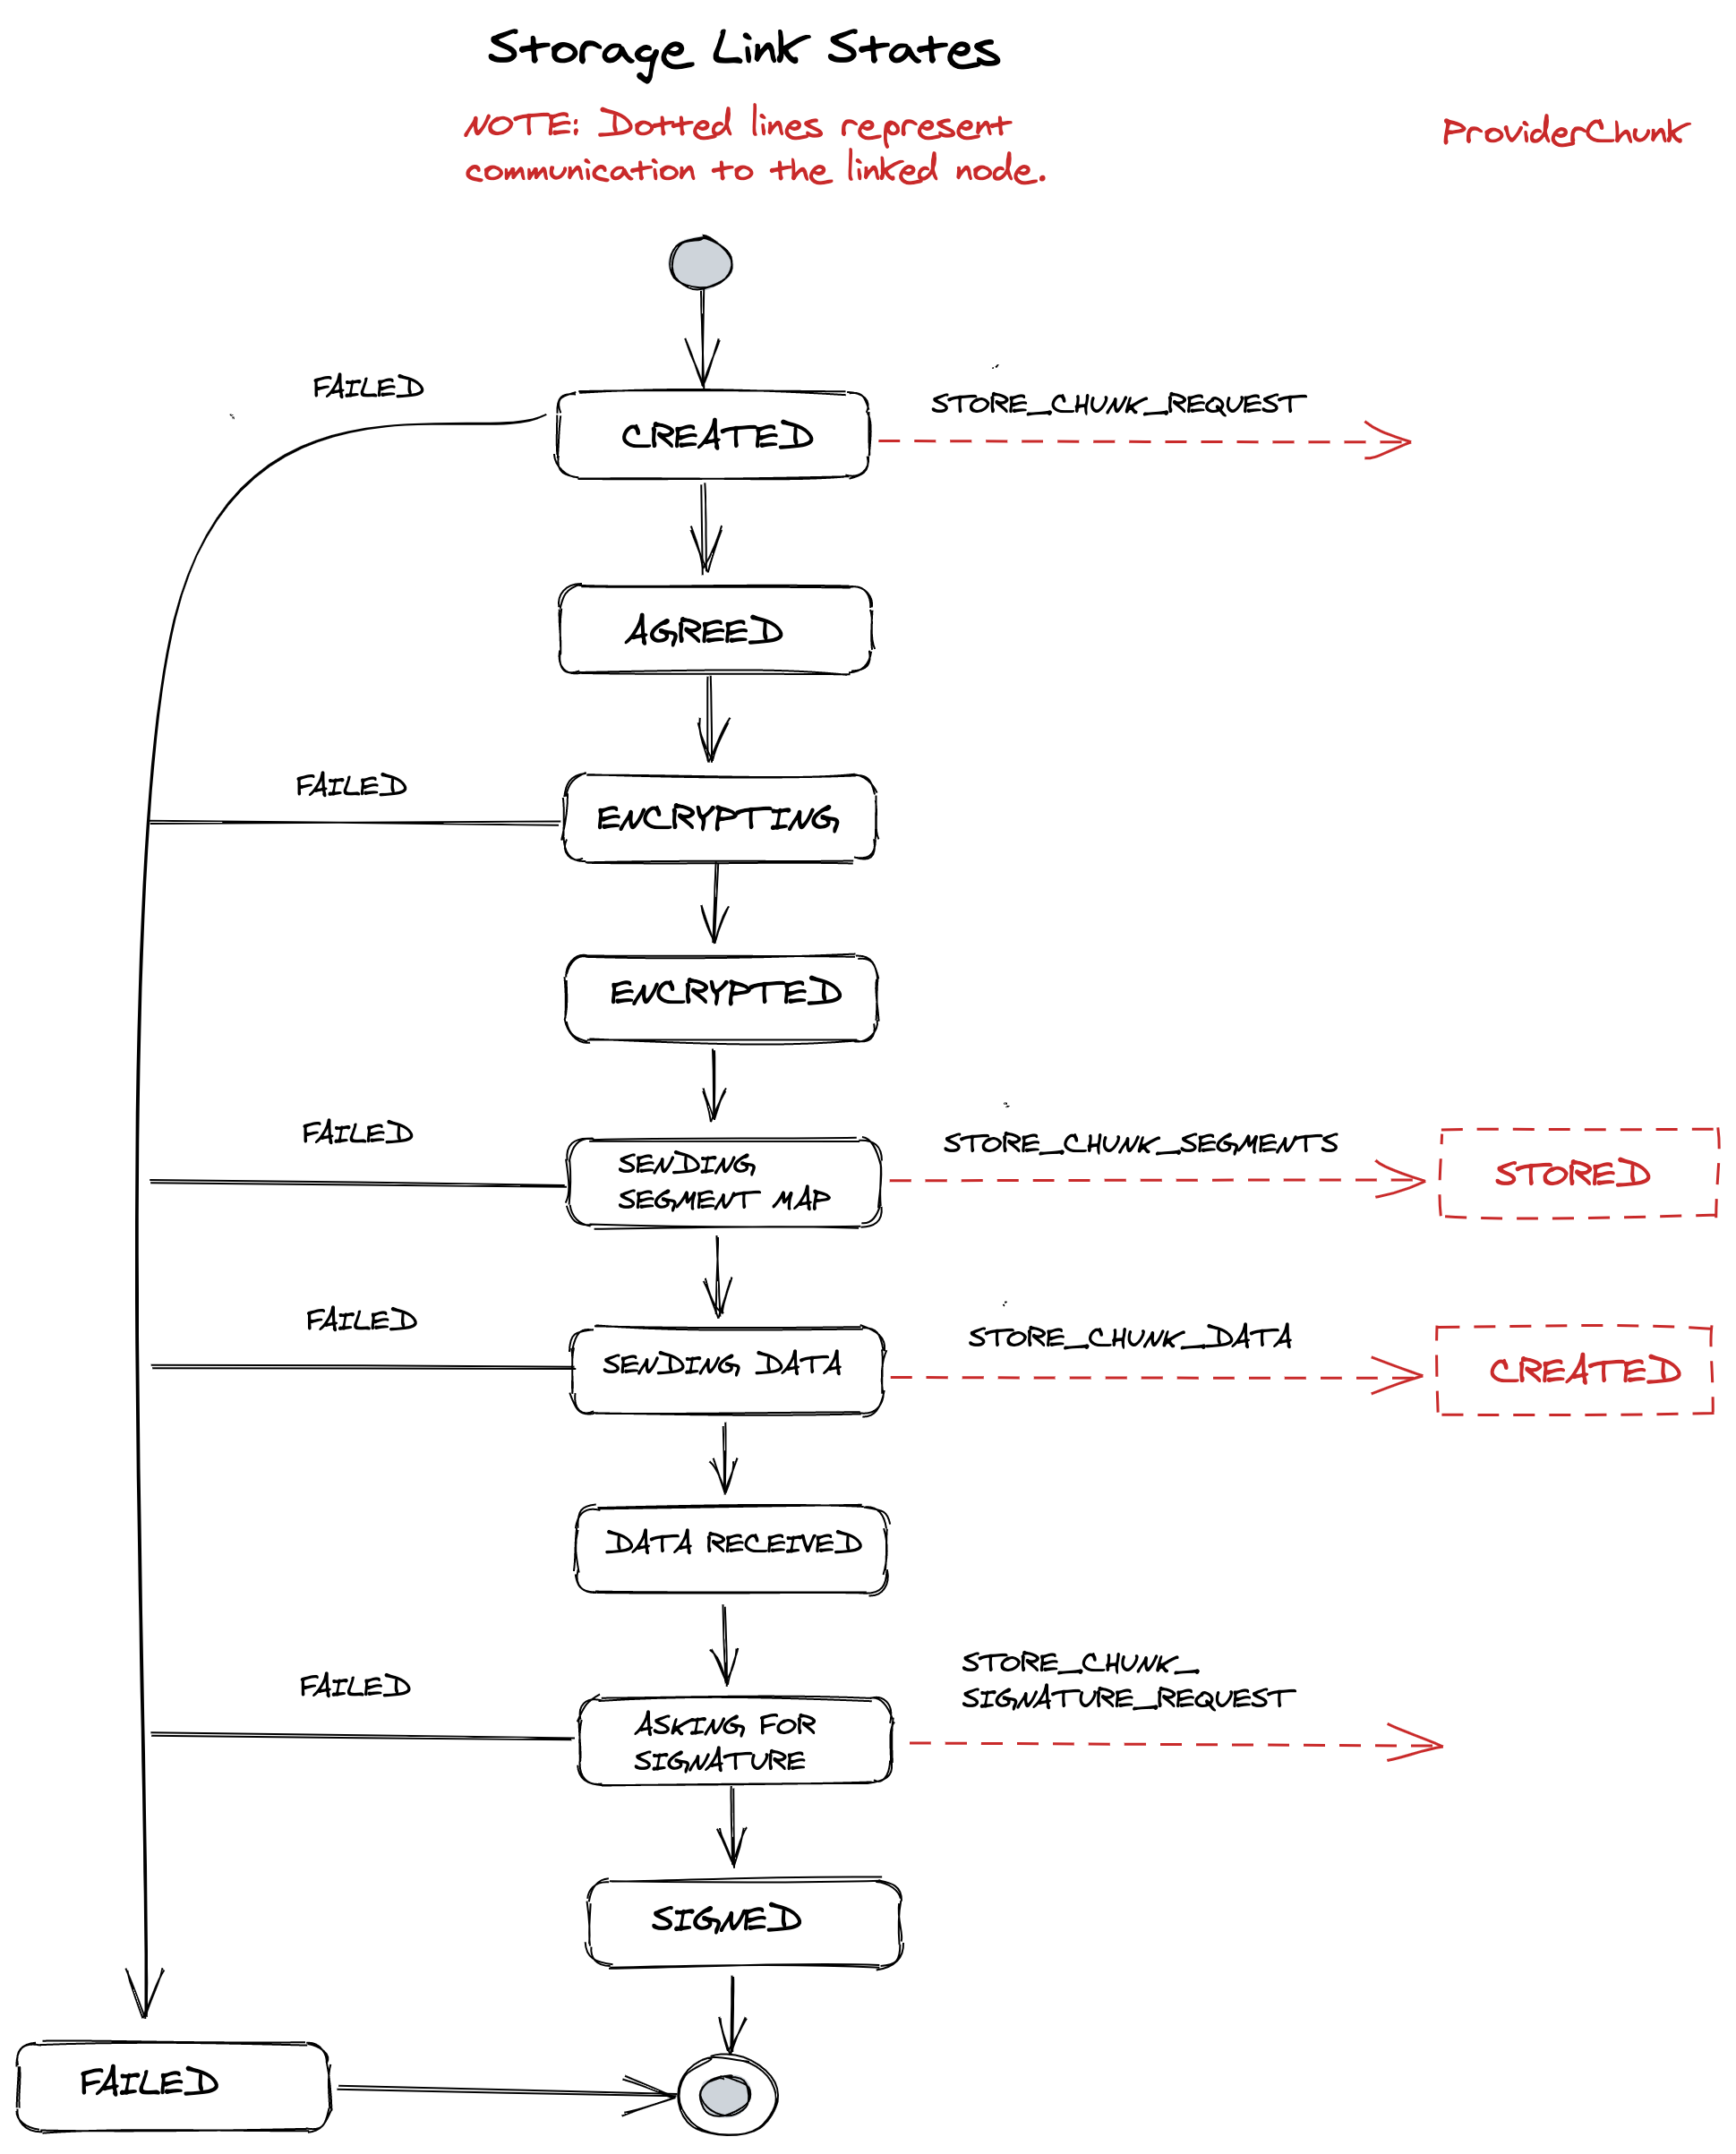 Storage Link States
NOTE: Dotted lines represent
communication to the linked node.
ProviderChunk
FAILED
CREATED
STORE_CHUNK_REQUEST
AGREED
FAILED
ENCRYPTING
ENCRYPTED
FAILED
SENDING
SEGMENT MAP
STORE_CHUNK_SEGMENTS
STORED
FAILED
SENDING DATA
STORE_CHUNK_DATA
CREATED
DATA RECEIVED
FAILED
ASKING FOR
SIGNATURE
STORE_CHUNK_
SIGNATURE_REQUEST
SIGNED
FAILED